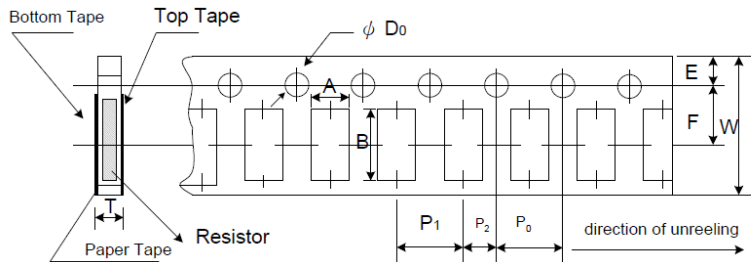 Bottom Tape
Top Tape
ϕ D0
A
B
E
F
W
T
Resistor
Paper Tape
P1
P2
P0
direction of unreeling